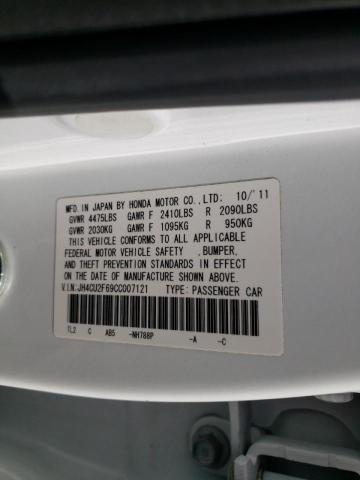 MFD. IN JAPAN BY HONDA MOTOR CO.,LTD: 10/'11
GVWR 4475LBS GAWR F 2410LBS R 2090LBS
GVWR 2030KG GAWR F 1095KG R 950KG
THIS VEHICLE CONFORMS TO ALL APPLICABLE
FEDERAL MOTOR VEHICLE SAFETY ,BUMPER,
AND THEFT PREVENTION STANDARDS IN EFFECT
ON THE DATE OF MANUFACTURE SHOWN ABOVE.
V.I.N:JH4CU2F69CC007121 TYPE: PASSENGER CAR
TL2 C AB5 -NH788P -A -C